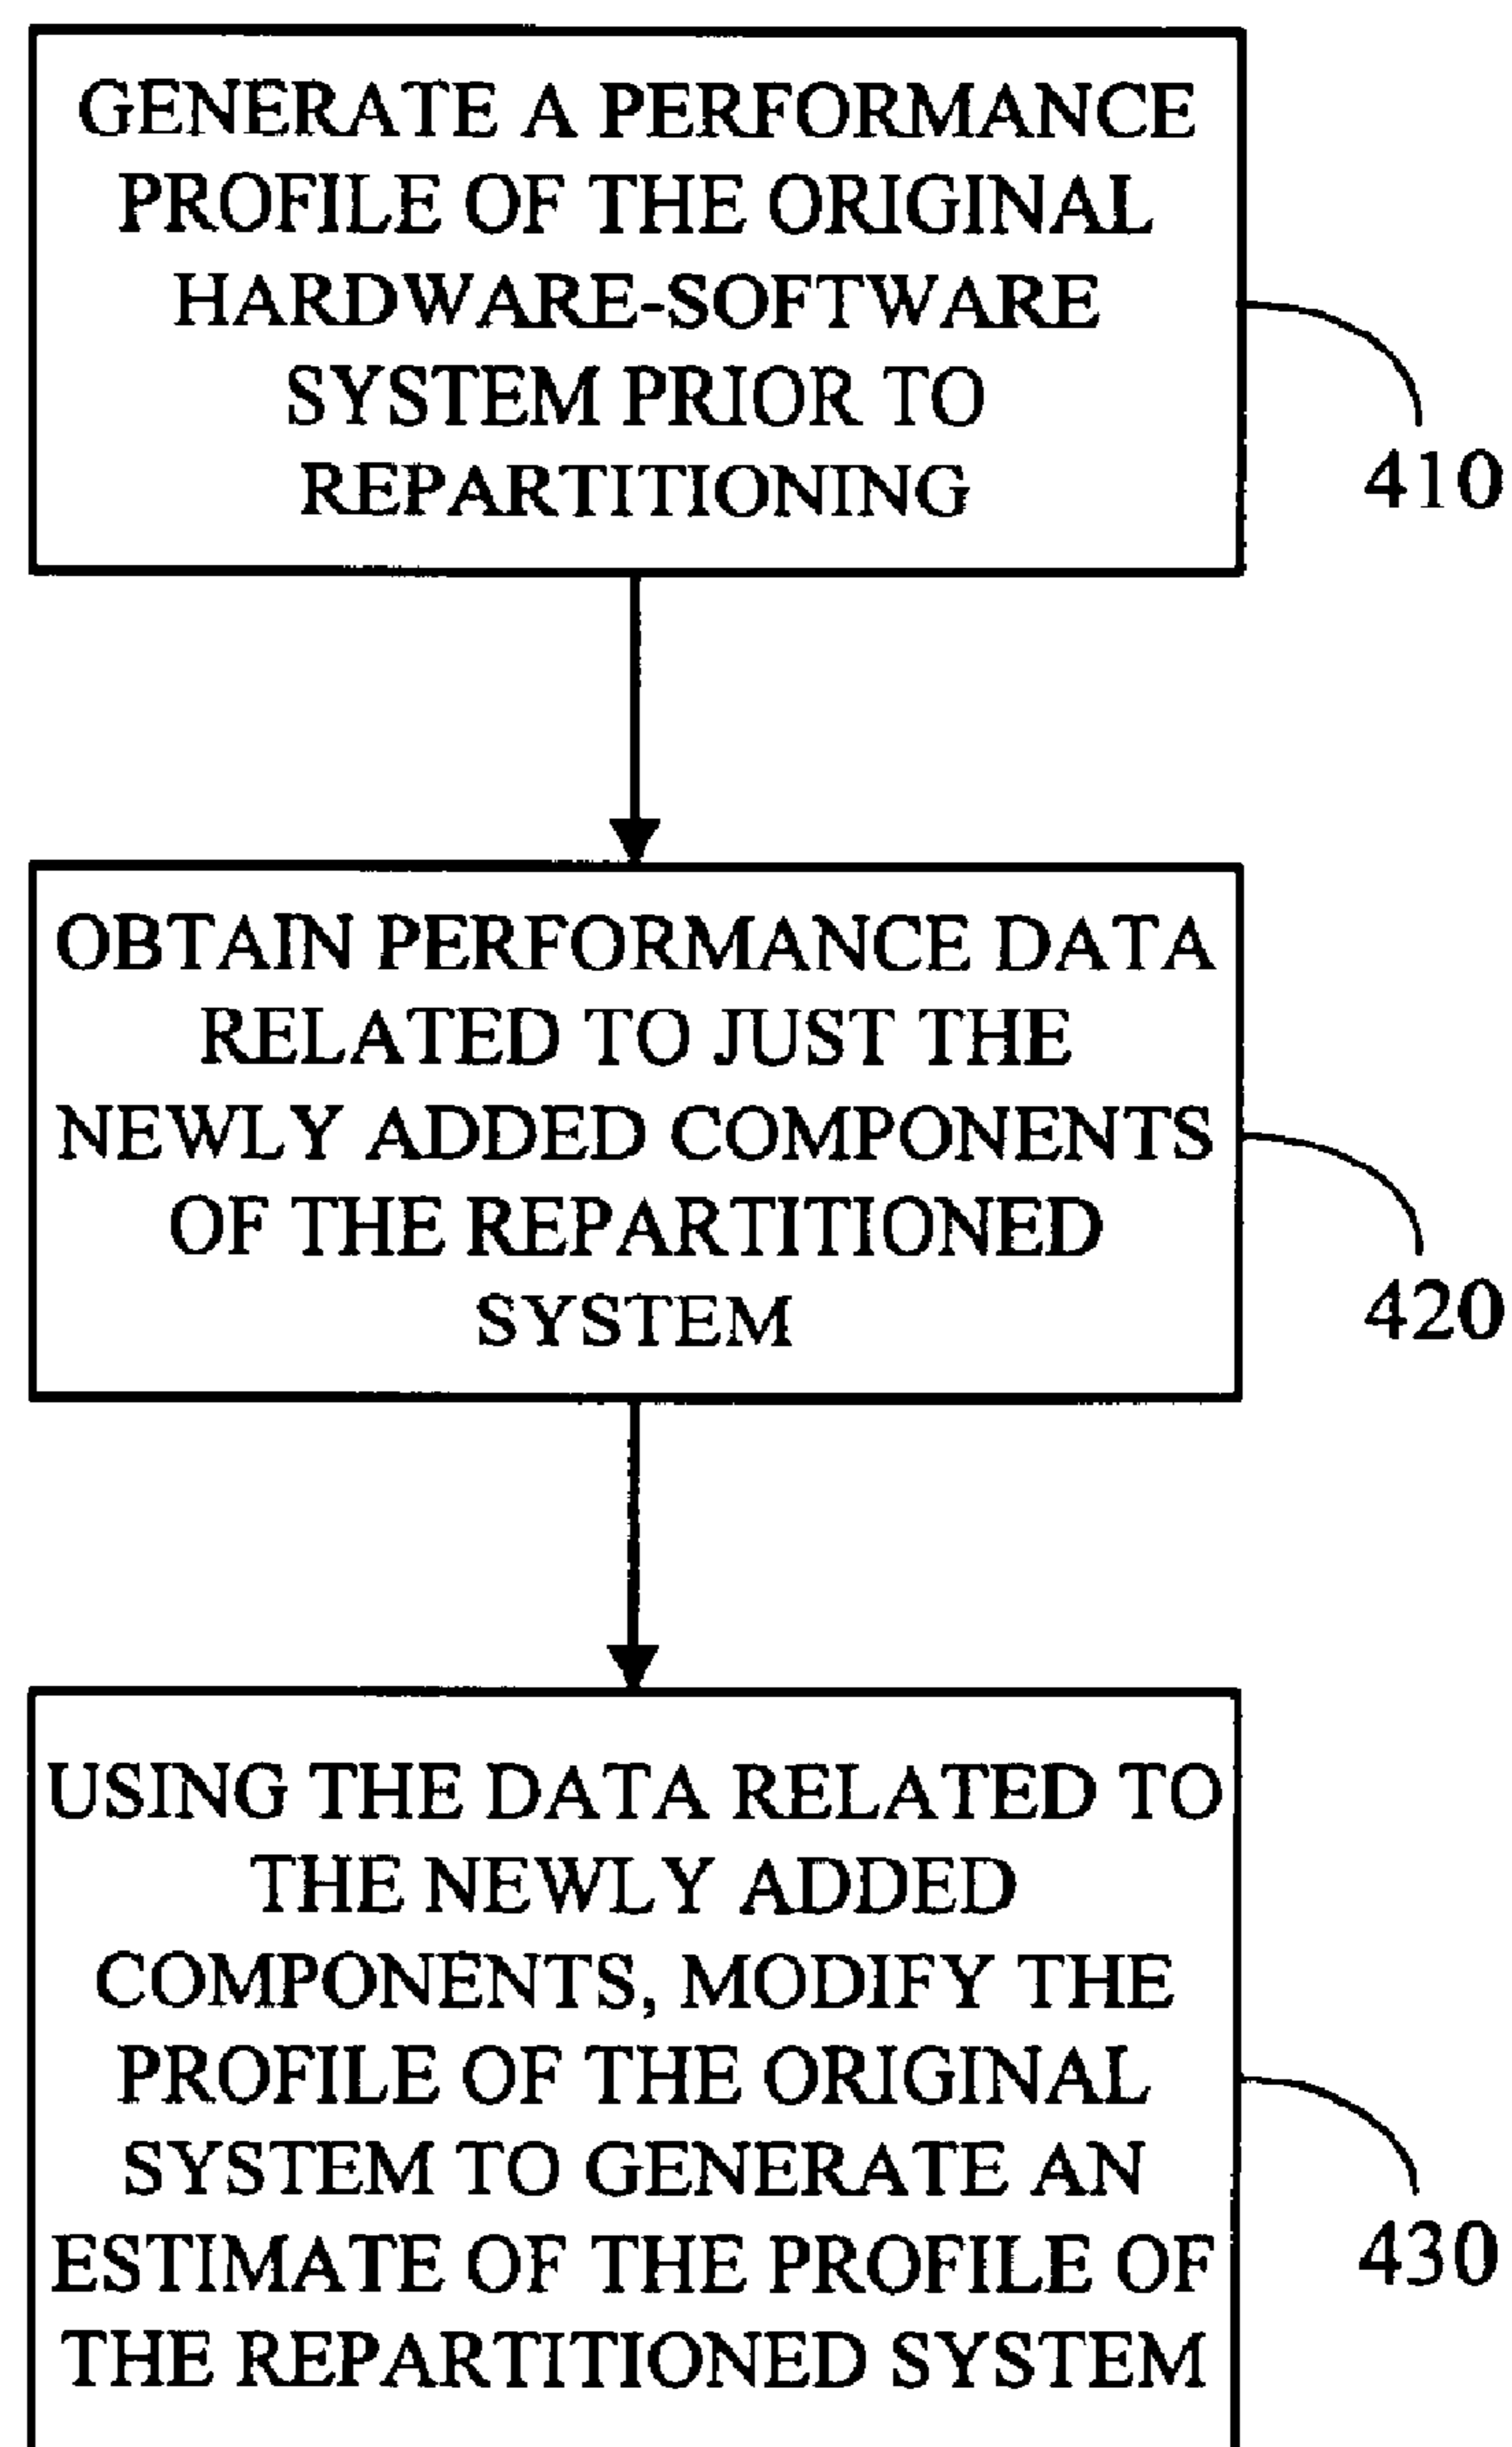 GENERATE A PERFORMANCE
PROFILE OF THE ORIGINAL
HARDWARE-SOFTWARE
SYSTEM PRIOR TO
REPARTITIONING
410
OBTAIN PERFORMANCE DATA
RELATED TO JUST THE
NEWLY ADDED COMPONENTS
OF THE REPARTITIONED
SYSTEM
420
USING THE DATA RELATED TO
THE NEWLY ADDED
COMPONENTS, MODIFY THE
PROFILE OF THE ORIGINAL
SYSTEM TO GENERATE AN
ESTIMATE OF THE PROFILE OF
THE REPARTITIONED SYSTEM
430